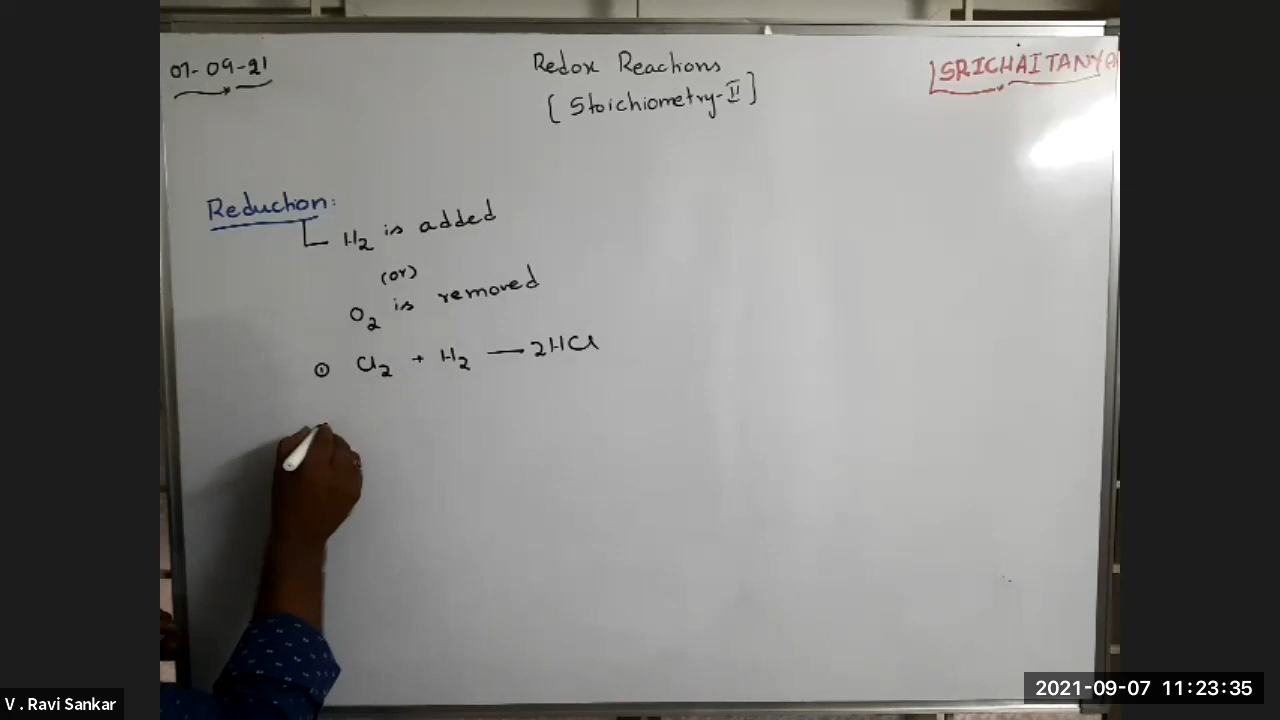 07-09-21
Redox Reactions
[ Stoichiometry-II ]
SRICHAITANYA
Reduction:
H2 is added
(or)
O2 is removed
① Cl2 + H2 — 2HCl
V . Ravi Sankar
2021-09-07 11:23:35